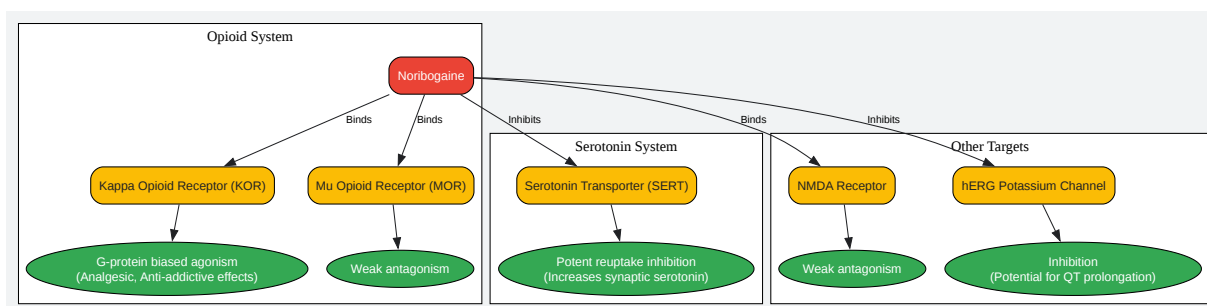 Opioid System
Noribogaine
Binds
Binds
Inhibits
Binds
Inhibits
Serotonin System
Other Targets
Kappa Opioid Receptor (KOR)
Mu Opioid Receptor (MOR)
Serotonin Transporter (SERT)
NMDA Receptor
hERG Potassium Channel
G-protein biased agonism
(Analgesic, Anti-addictive effects)
Weak antagonism
Potent reuptake inhibition
(Increases synaptic serotonin)
Weak antagonism
Inhibition
(Potential for QT prolongation)